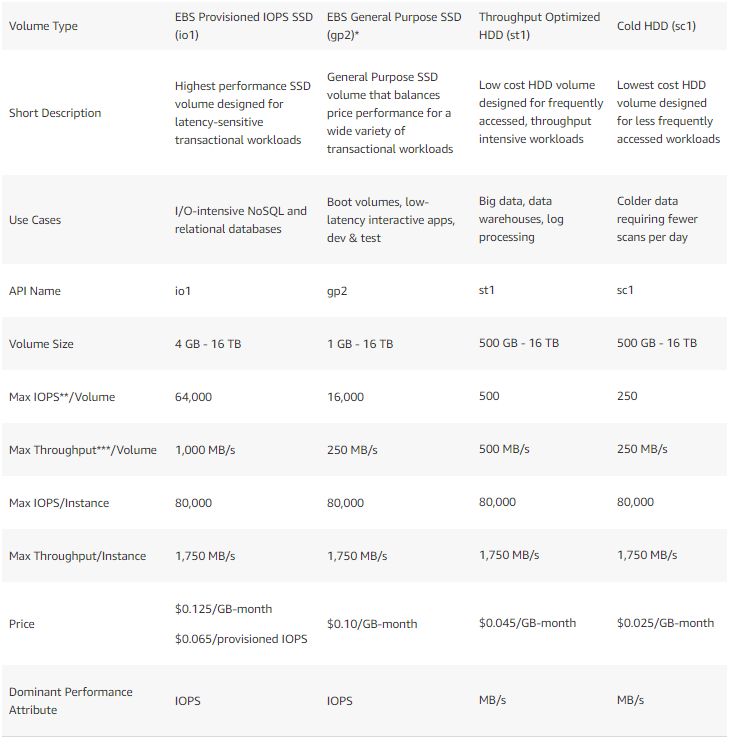 Volume Type
EBS Provisioned IOPS SSD
(io1)
EBS General Purpose SSD
(gp2)*
Throughput Optimized
HDD (st1)
Cold HDD (sc1)
Short Description
Highest performance SSD
volume designed for
latency-sensitive
transactional workloads
General Purpose SSD
volume that balances
price performance for a
wide variety of
transactional workloads
Low cost HDD volume
designed for frequently
accessed, throughput
intensive workloads
Lowest cost HDD
volume designed
for less frequently
accessed workloads
Use Cases
I/O-intensive NoSQL and
relational databases
Boot volumes, low-
latency interactive apps,
dev & test
Big data, data
warehouses, log
processing
Colder data
requiring fewer
scans per day
API Name
io1
gp2
st1
sc1
Volume Size
4 GB - 16 TB
1 GB - 16 TB
500 GB - 16 TB
500 GB - 16 TB
Max IOPS**/Volume
64,000
16,000
500
250
Max Throughput***/Volume
1,000 MB/s
250 MB/s
500 MB/s
250 MB/s
Max IOPS/Instance
80,000
80,000
80,000
80,000
Max Throughput/Instance
1,750 MB/s
1,750 MB/s
1,750 MB/s
1,750 MB/s
Price
$0.125/GB-month
$0.065/provisioned IOPS
$0.10/GB-month
$0.045/GB-month
$0.025/GB-month
Dominant Performance
Attribute
IOPS
IOPS
MB/s
MB/s